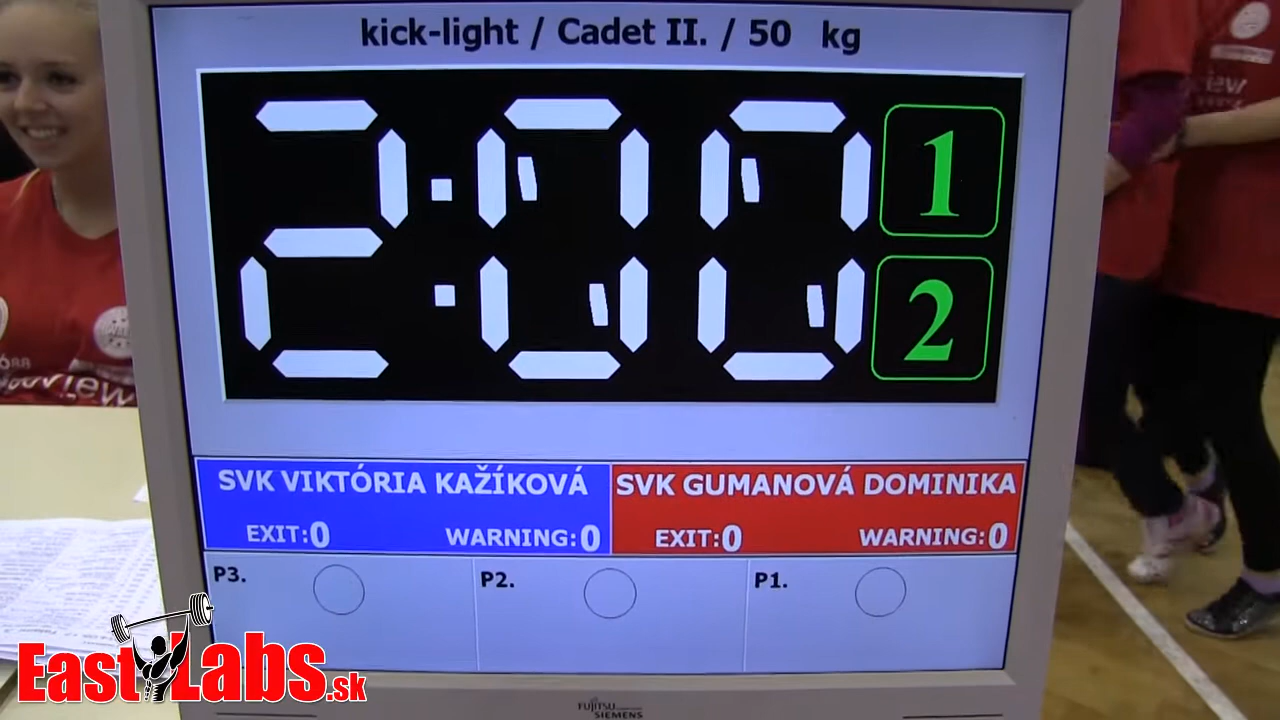 kick-light / Cadet II. / 50 kg
2:00
1
2
SVK VIKTÓRIA KAŽÍKOVÁ
EXIT:0 WARNING:0
SVK GUMANOVÁ DOMINIKA
EXIT:0 WARNING:0
P3. P2. P1.
EastLabs.sk
FUJITSU
SIEMENS